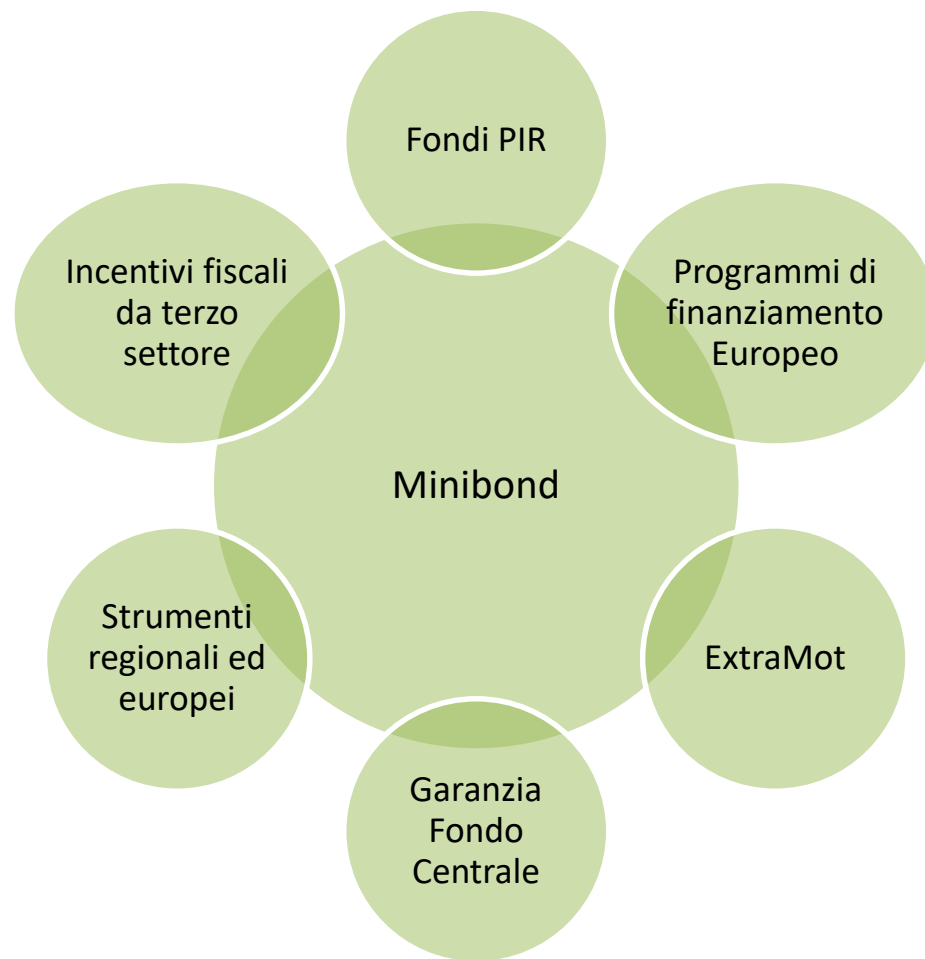 Fondi PIR
Incentivi fiscali
da terzo
settore
Programmi di
finanziamento
Europeo
Minibond
Strumenti
regionali ed
europei
ExtraMot
Garanzia
Fondo
Centrale